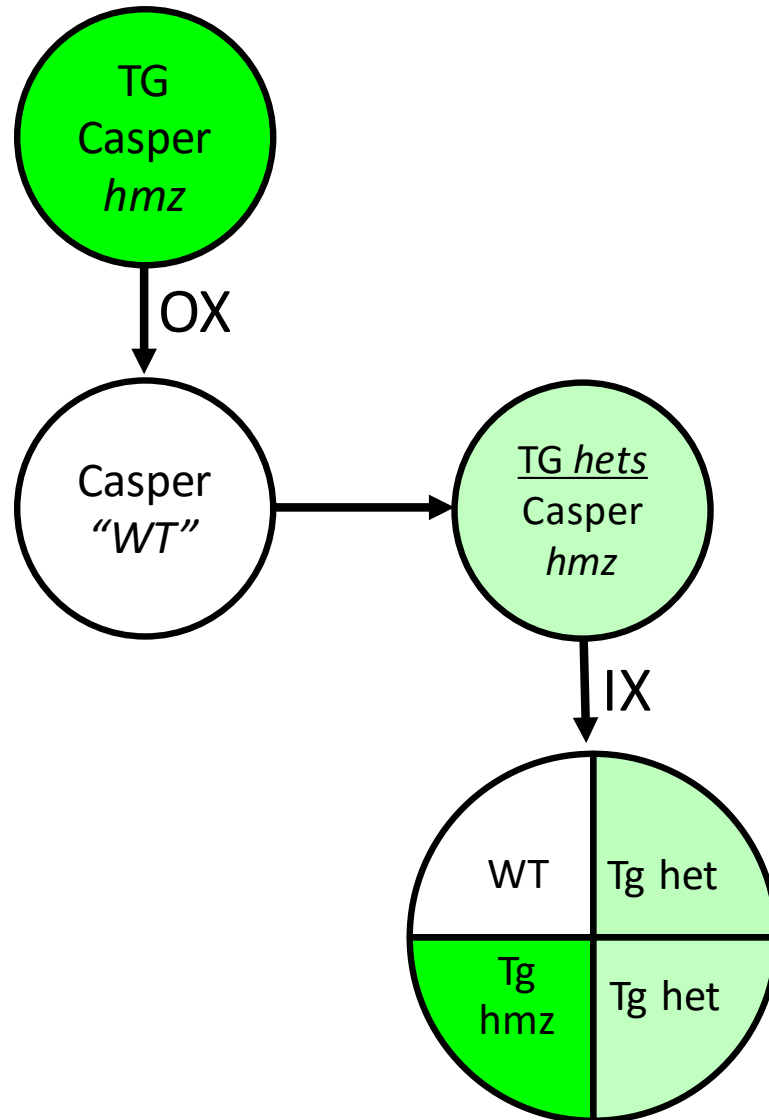 TG
Casper
hmz
OX
Casper
“WT”
TG hets
Casper
hmz
IX
WT
Tg het
Tg
hmz
Tg het